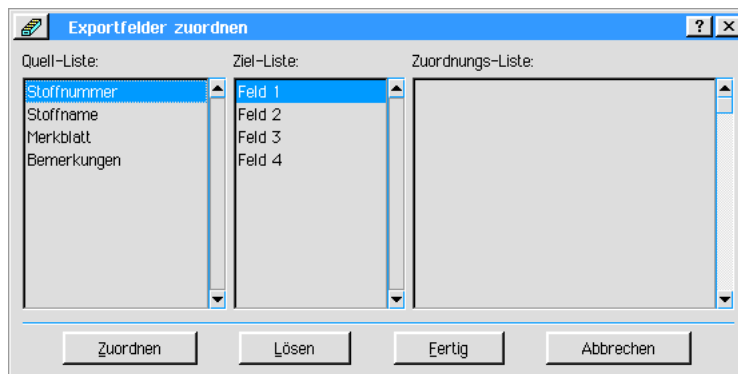 Exportfelder zuordnen
Quell-Liste:
Ziel-Liste:
Zuordnungs-Liste:
Stoffnummer
Stoffname
Merkblatt
Bemerkungen
Feld 1
Feld 2
Feld 3
Feld 4
Zuordnen
Lösen
Fertig
Abbrechen